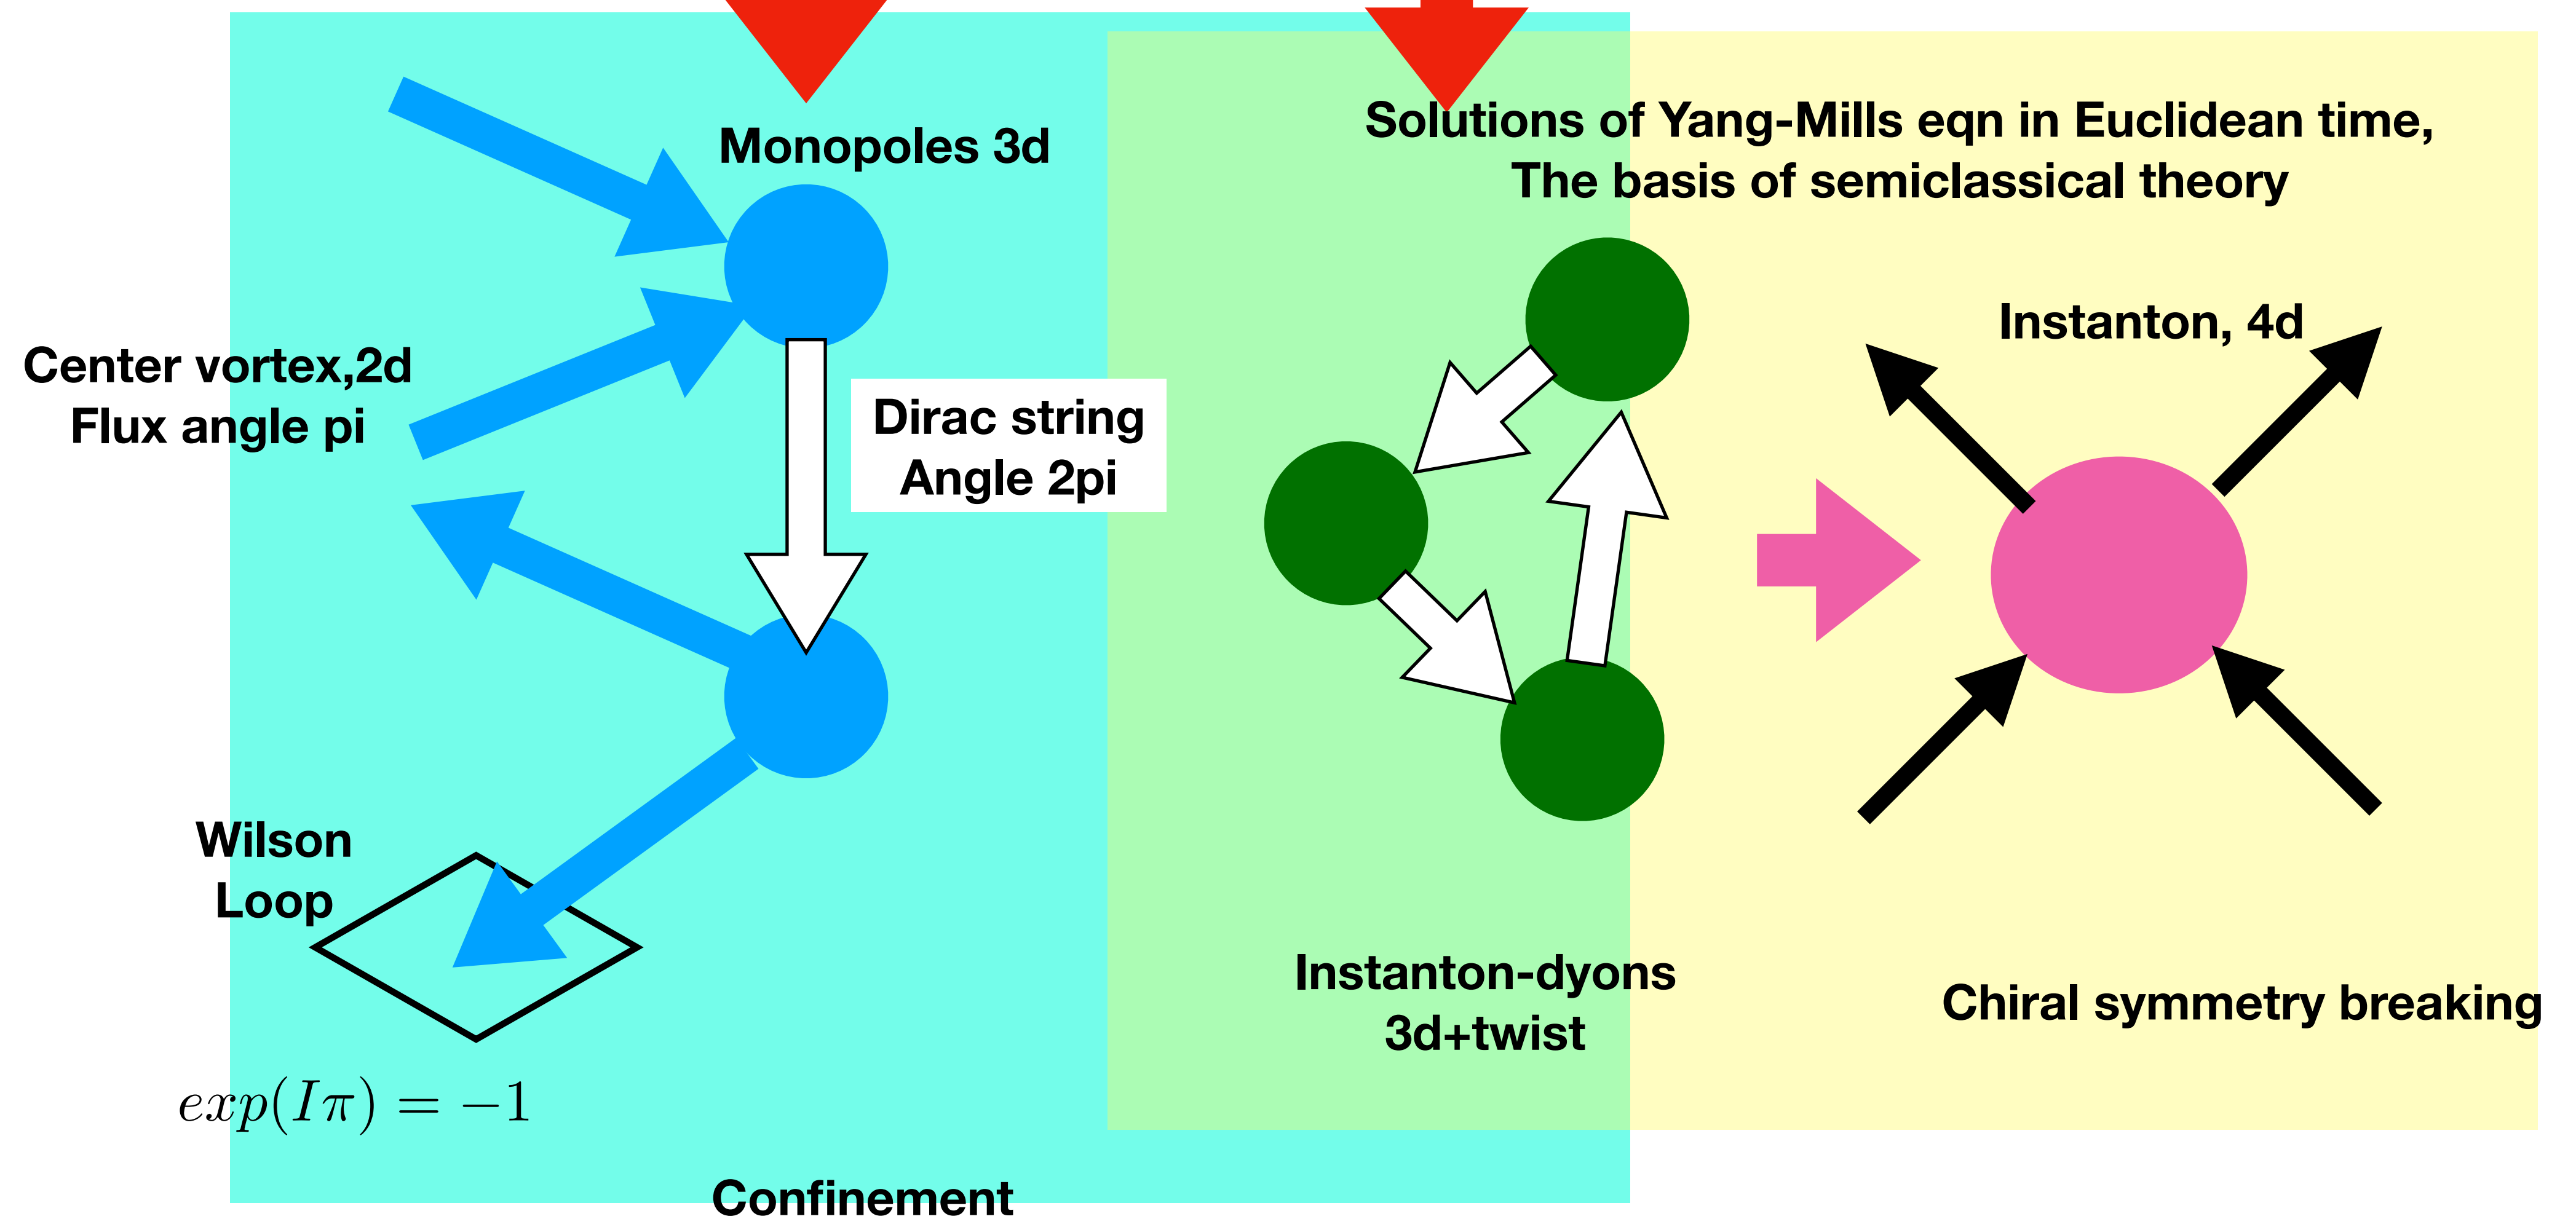 Monopoles 3d
Solutions of Yang-Mills eqn in Euclidean time,
The basis of semiclassical theory
Instanton, 4d
Center vortex,2d
Flux angle pi
Dirac string
Angle 2pi
Wilson
Loop
Instanton-dyons
3d+twist
Chiral symmetry breaking
exp(Iπ) = −1
Confinement